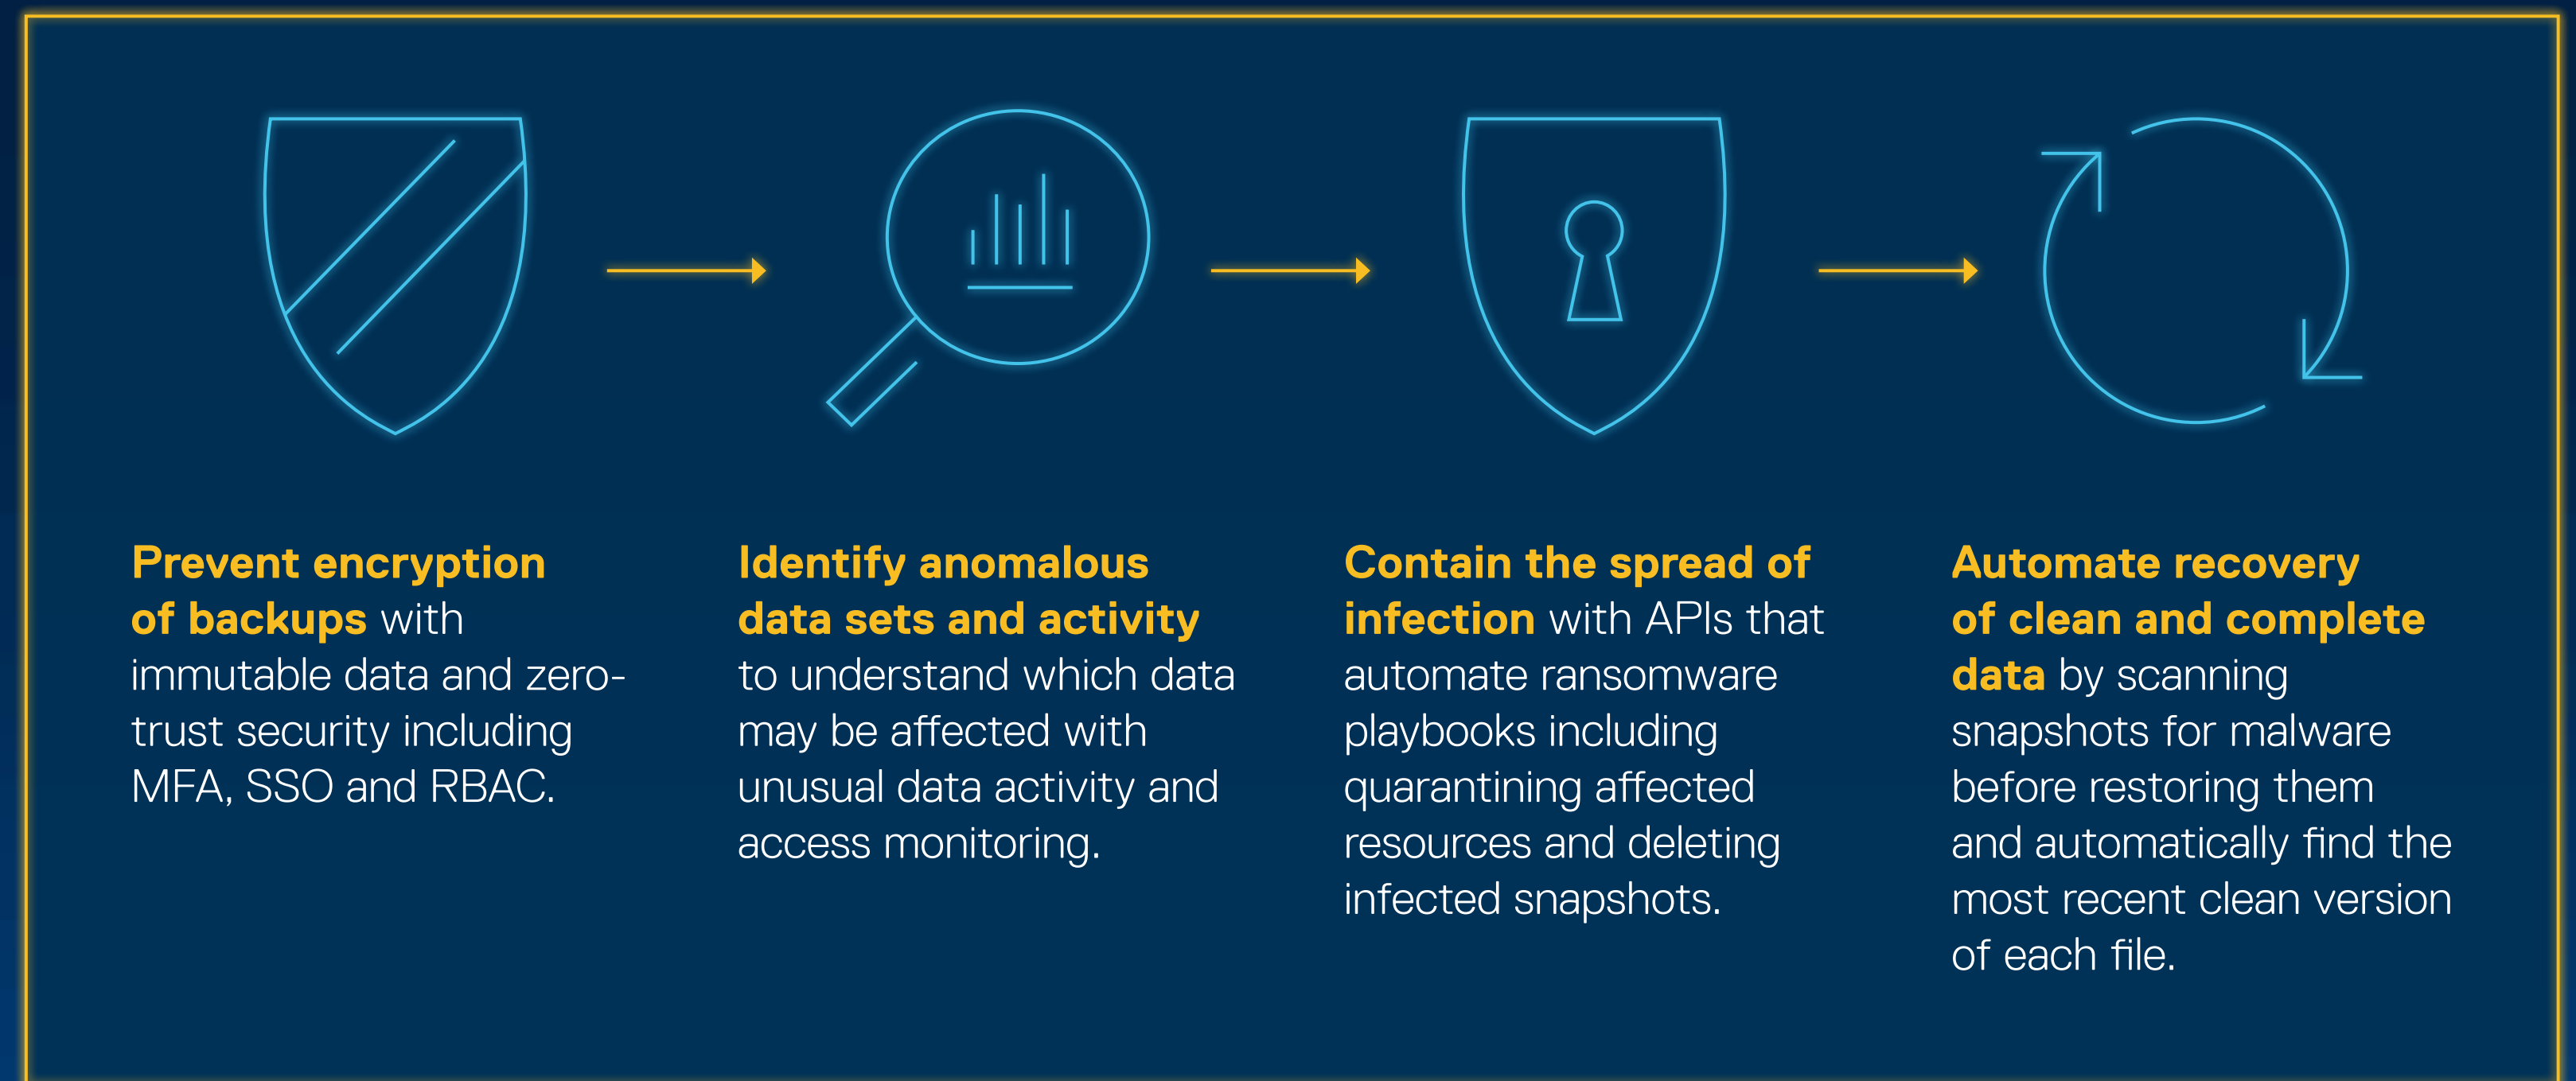 Prevent encryption
of backups with
immutable data and zero-
trust security including
MFA, SSO and RBAC.
Identify anomalous
data sets and activity
to understand which data
may be affected with
unusual data activity and
access monitoring.
Contain the spread of
infection with APIs that
automate ransomware
playbooks including
quarantining affected
resources and deleting
infected snapshots.
Automate recovery
of clean and complete
data by scanning
snapshots for malware
before restoring them
and automatically find the
most recent clean version
of each file.